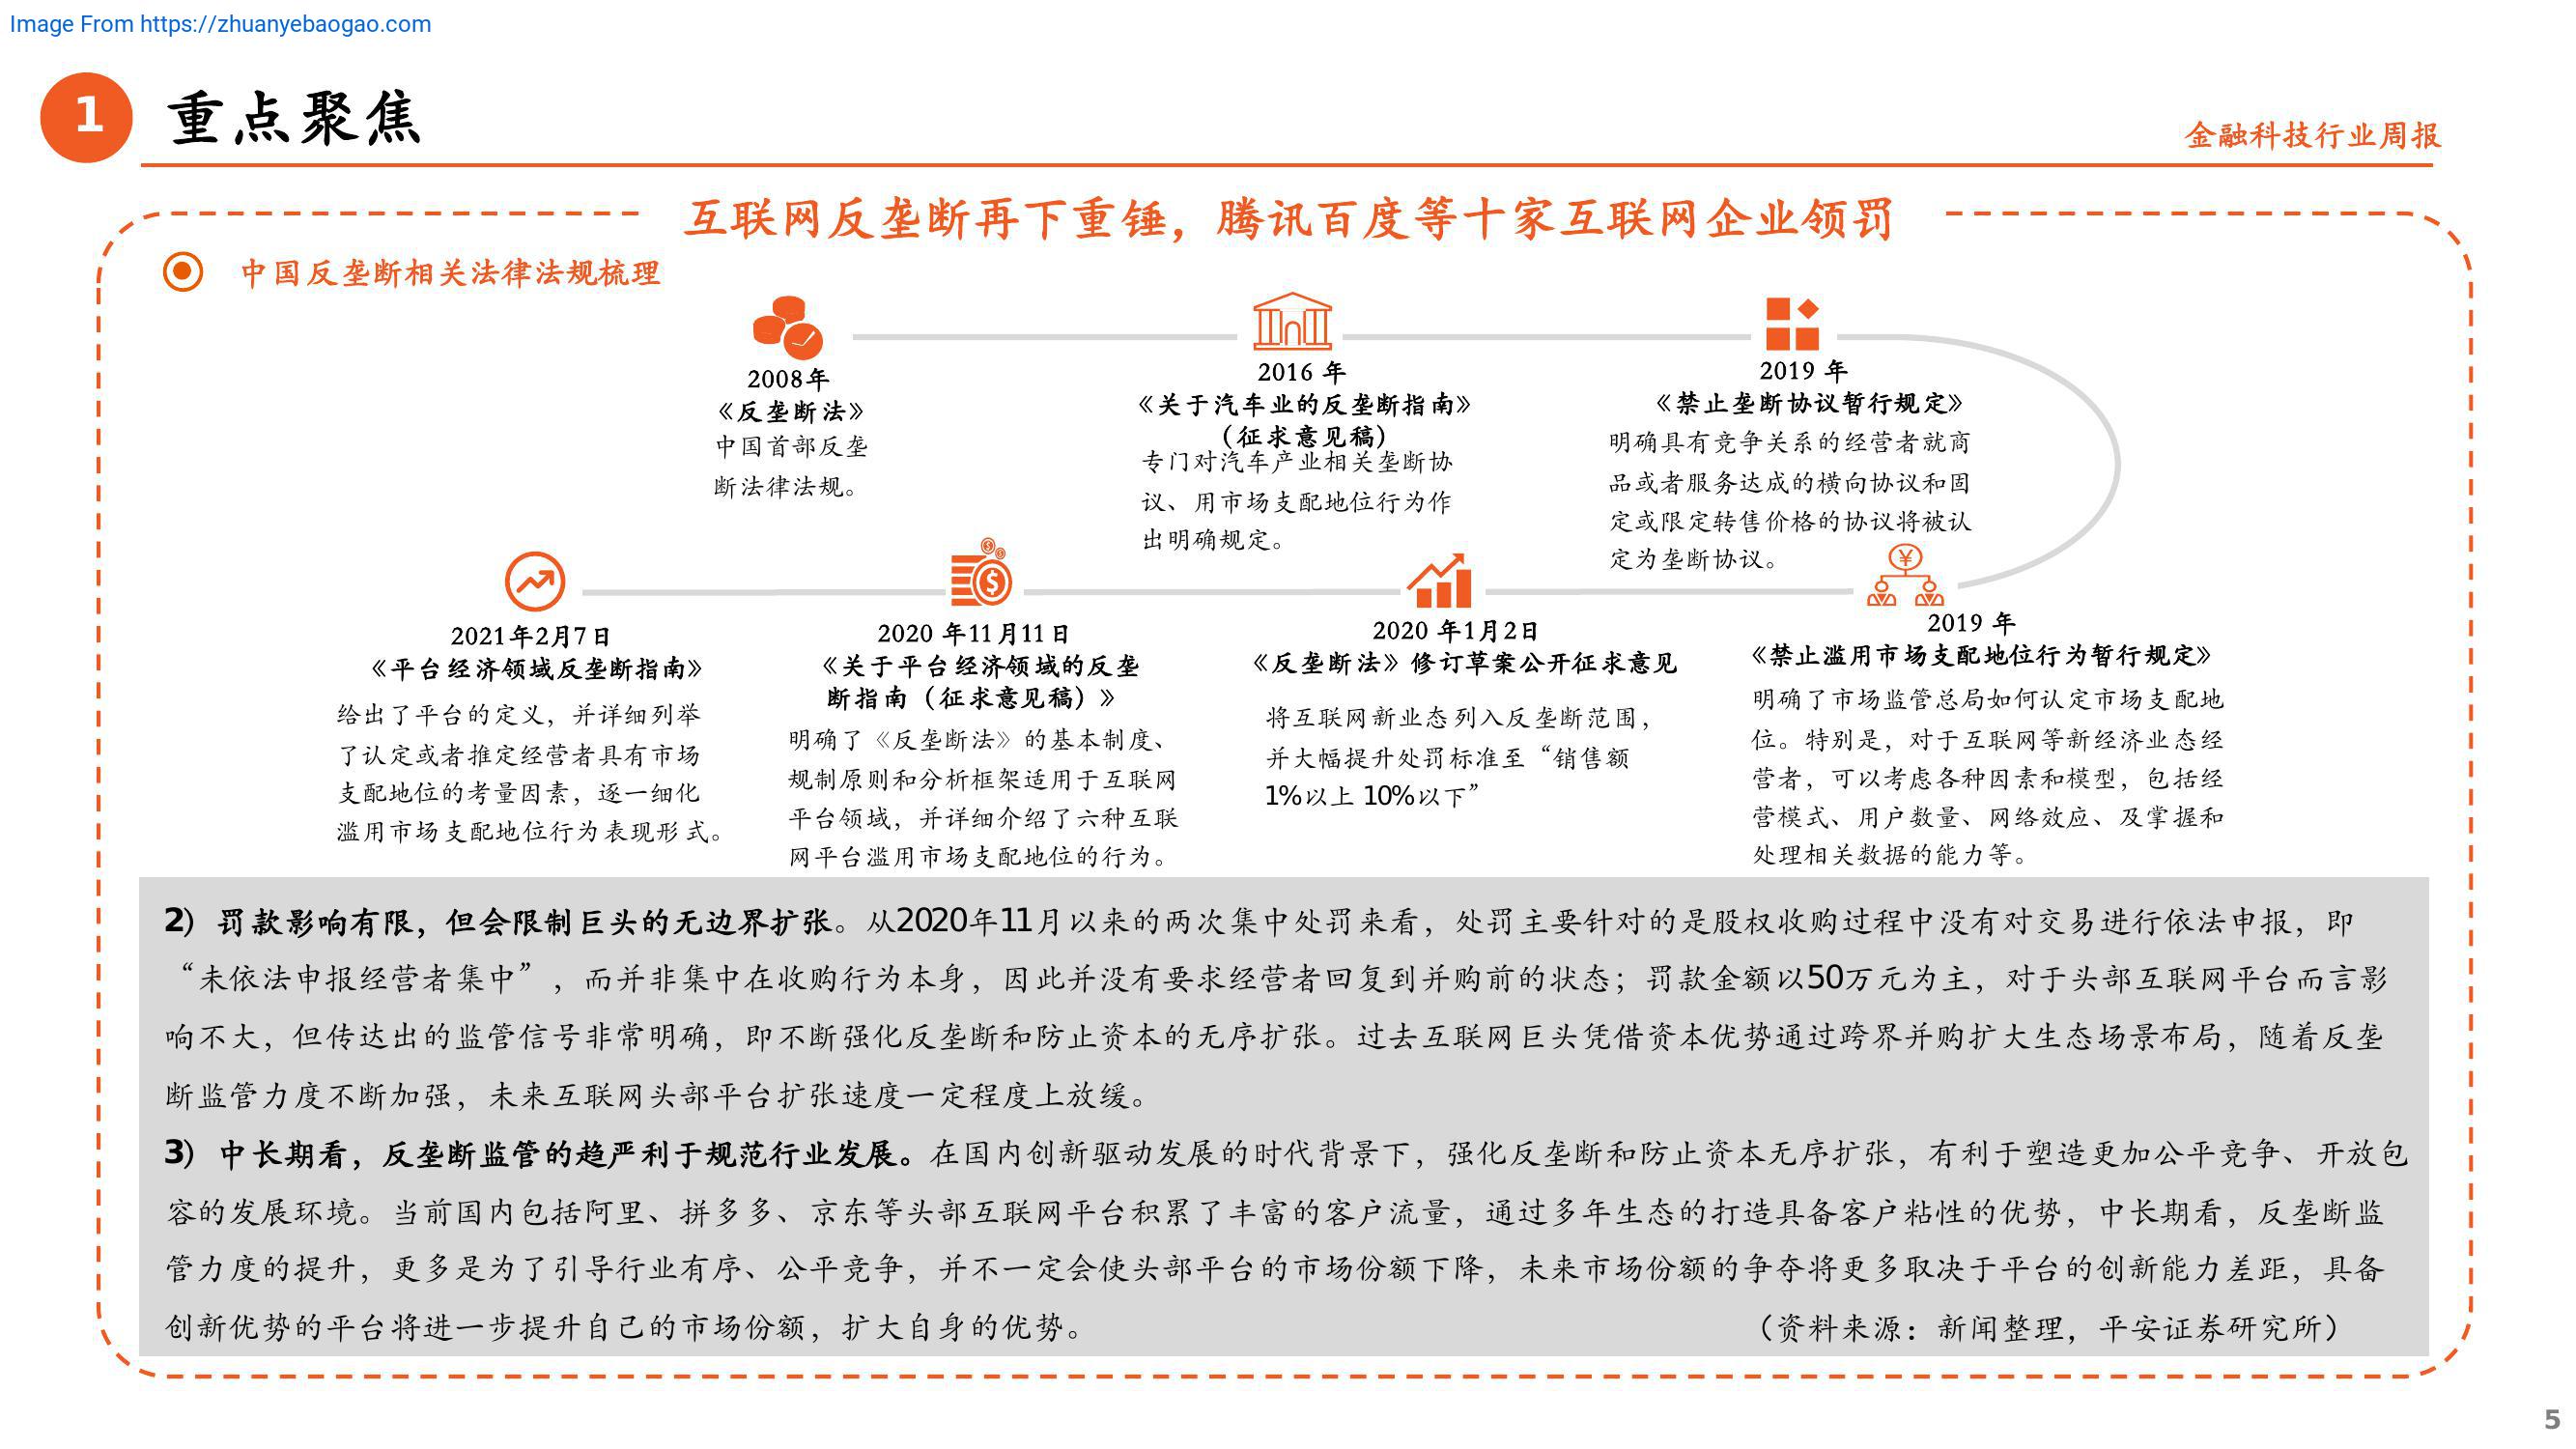 Image From https://zhuanyebaogao.com
1
重点聚焦
金融科技行业周报
互联网反垄断再下重锤，腾讯百度等十家互联网企业领罚
中国反垄断相关法律法规梳理
2008年
《反垄断法》
中国首部反垄
断法律法规。
2016 年
《关于汽车业的反垄断指南》
（征求意见稿）
专门对汽车产业相关垄断协
议、用市场支配地位行为作
出明确规定。
2019 年
《禁止垄断协议暂行规定》
明确具有竞争关系的经营者就商
品或者服务达成的横向协议和固
定或限定转售价格的协议将被认
定为垄断协议。
2021年2月7日
《平台经济领域反垄断指南》
给出了平台的定义，并详细列举
了认定或者推定经营者具有市场
支配地位的考量因素，逐一细化
滥用市场支配地位行为表现形式。
2020 年11月11日
《关于平台经济领域的反垄
断指南（征求意见稿）》
明确了《反垄断法》的基本制度、
规制原则和分析框架适用于互联网
平台领域，并详细介绍了六种互联
网平台滥用市场支配地位的行为。
2020 年1月2日
《反垄断法》修订草案公开征求意见
将互联网新业态列入反垄断范围，
并大幅提升处罚标准至“销售额
1%以上 10%以下”
2019 年
《禁止滥用市场支配地位行为暂行规定》
明确了市场监管总局如何认定市场支配地
位。特别是，对于互联网等新经济业态经
营者，可以考虑各种因素和模型，包括经
营模式、用户数量、网络效应、及掌握和
处理相关数据的能力等。
2）罚款影响有限，但会限制巨头的无边界扩张。从2020年11月以来的两次集中处罚来看，处罚主要针对的是股权收购过程中没有对交易进行依法申报，即
“未依法申报经营者集中”，而并非集中在收购行为本身，因此并没有要求经营者回复到并购前的状态；罚款金额以50万元为主，对于头部互联网平台而言影
响不大，但传达出的监管信号非常明确，即不断强化反垄断和防止资本的无序扩张。过去互联网巨头凭借资本优势通过跨界并购扩大生态场景布局，随着反垄
断监管力度不断加强，未来互联网头部平台扩张速度一定程度上放缓。
3）中长期看，反垄断监管的趋严利于规范行业发展。在国内创新驱动发展的时代背景下，强化反垄断和防止资本无序扩张，有利于塑造更加公平竞争、开放包
容的发展环境。当前国内包括阿里、拼多多、京东等头部互联网平台积累了丰富的客户流量，通过多年生态的打造具备客户粘性的优势，中长期看，反垄断监
管力度的提升，更多是为了引导行业有序、公平竞争，并不一定会使头部平台的市场份额下降，未来市场份额的争夺将更多取决于平台的创新能力差距，具备
创新优势的平台将进一步提升自己的市场份额，扩大自身的优势。
（资料来源：新闻整理，平安证券研究所）
5